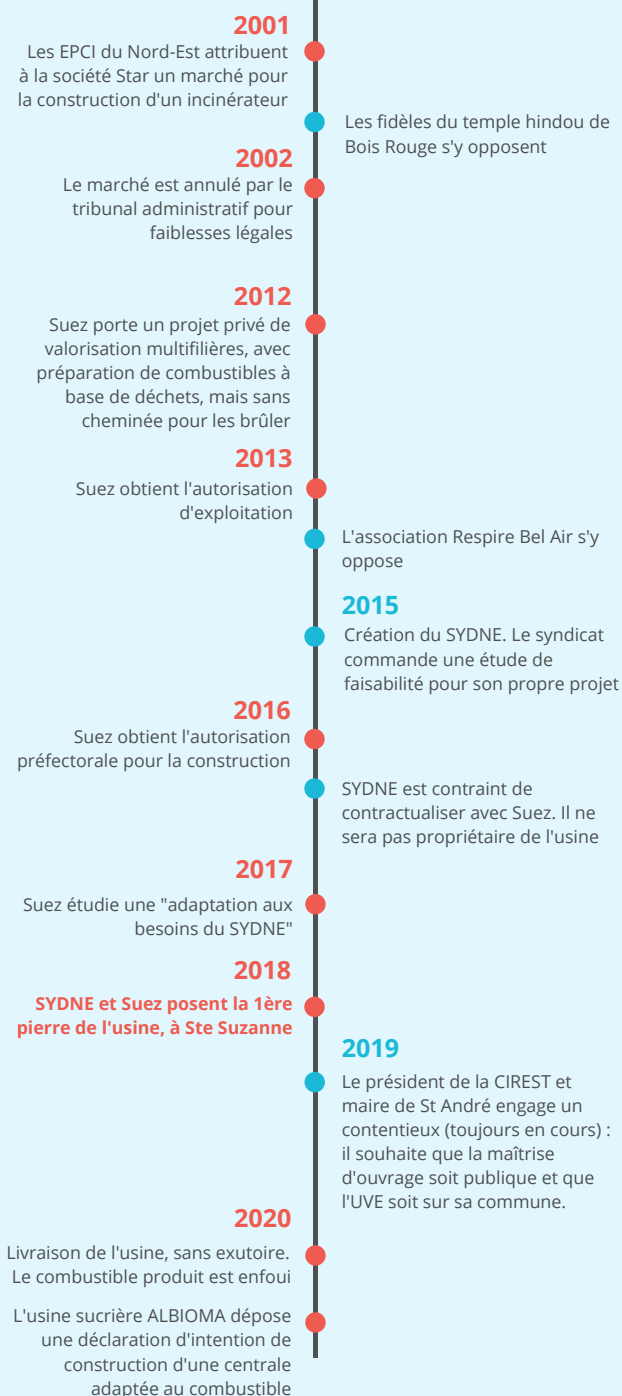 2001
Les EPCI du Nord-Est attribuent
à la société Star un marché pour
la construction d'un incinérateur
Les fidèles du temple hindou de
Bois Rouge s'y opposent
2002
Le marché est annulé par le
tribunal administratif pour
faiblesses légales
2012
Suez porte un projet privé de
valorisation multifilières, avec
préparation de combustibles à
base de déchets, mais sans
cheminée pour les brûler
2013
Suez obtient l'autorisation
d'exploitation
L'association Respire Bel Air s'y
oppose
2015
Création du SYDNE. Le syndicat
commande une étude de
faisabilité pour son propre projet
2016
Suez obtient l'autorisation
préfectorale pour la construction
SYDNE est contraint de
contractualiser avec Suez. Il ne
sera pas propriétaire de l'usine
2017
Suez étudie une "adaptation aux
besoins du SYDNE"
2018
SYDNE et Suez posent la 1ère
pierre de l'usine, à Ste Suzanne
2019
Le président de la CIREST et
maire de St André engage un
contentieux (toujours en cours) :
il souhaite que la maîtrise
d'ouvrage soit publique et que
l'UVE soit sur sa commune.
2020
Livraison de l'usine, sans exutoire.
Le combustible produit est enfoui
L'usine sucrière ALBIOMA dépose
une déclaration d'intention de
construction d'une centrale
adaptée au combustible